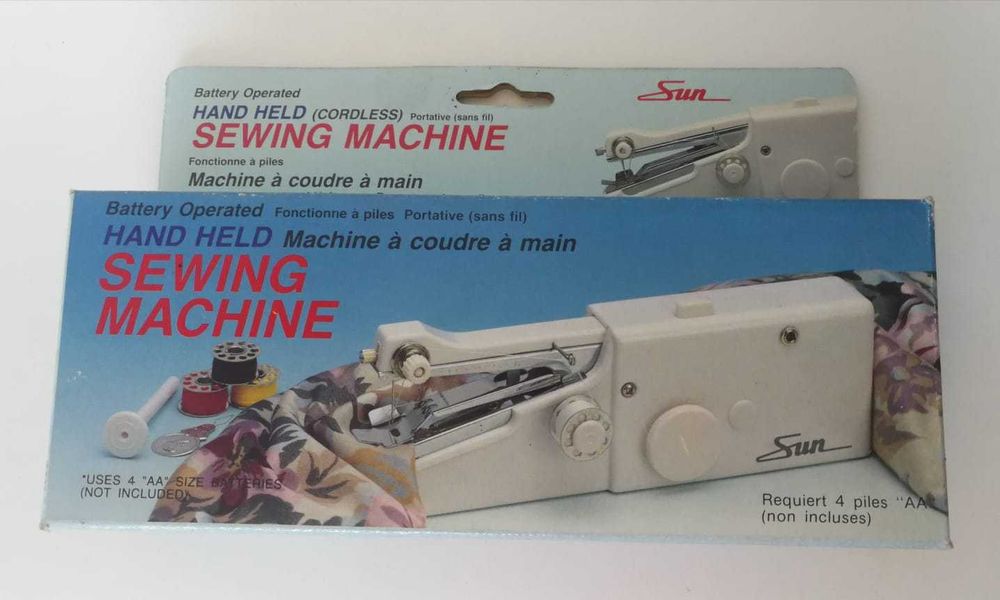 Battery Operated
HAND HELD (CORDLESS) Portative (sans fil)
SEWING MACHINE
Fonctionne à piles
Machine à coudre à main
Sun
Battery Operated Fonctionne à piles Portative (sans fil)
HAND HELD Machine à coudre à main
SEWING
MACHINE
*USES 4 "AA" SIZE BATTERIES
(NOT INCLUDED)
Sun
Requiert 4 piles "AA"
(non incluses)